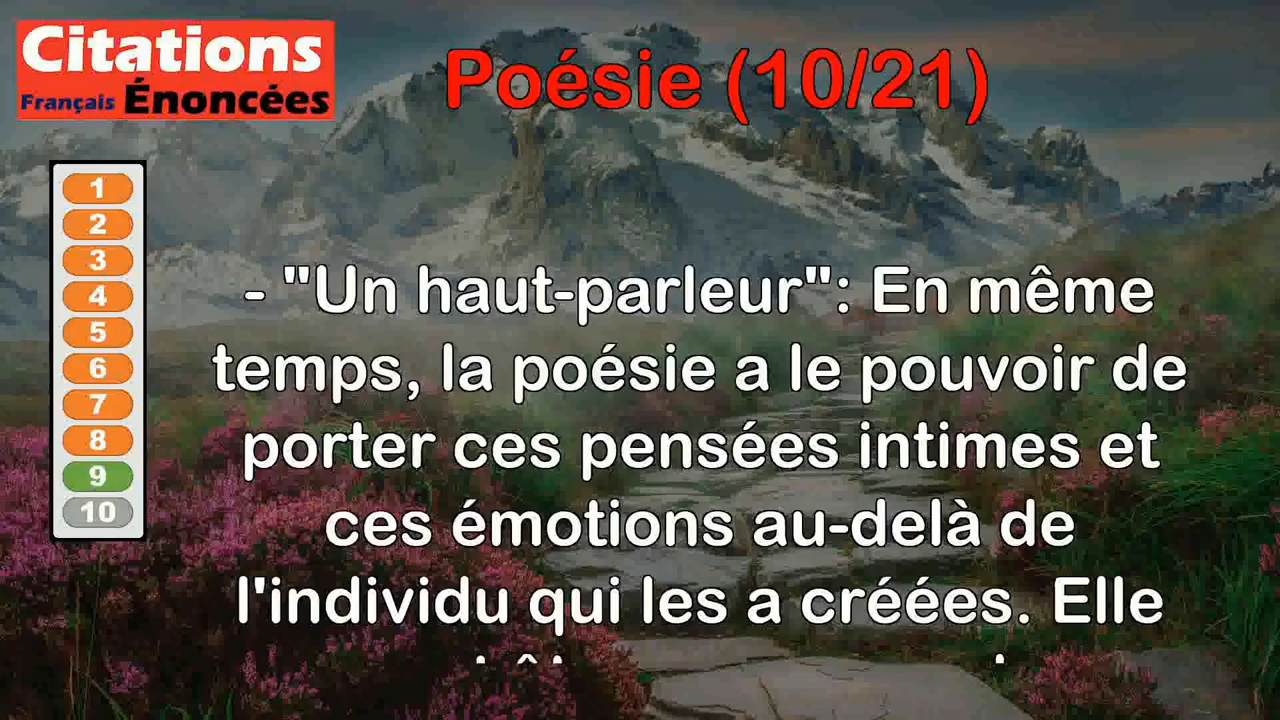 Citations
Français Énoncées
Poésie (10/21)
1
2
3
4
5
6
7
8
9
10
- "Un haut-parleur": En même
temps, la poésie a le pouvoir de
porter ces pensées intimes et
ces émotions au-delà de
l'individu qui les a créées. Elle